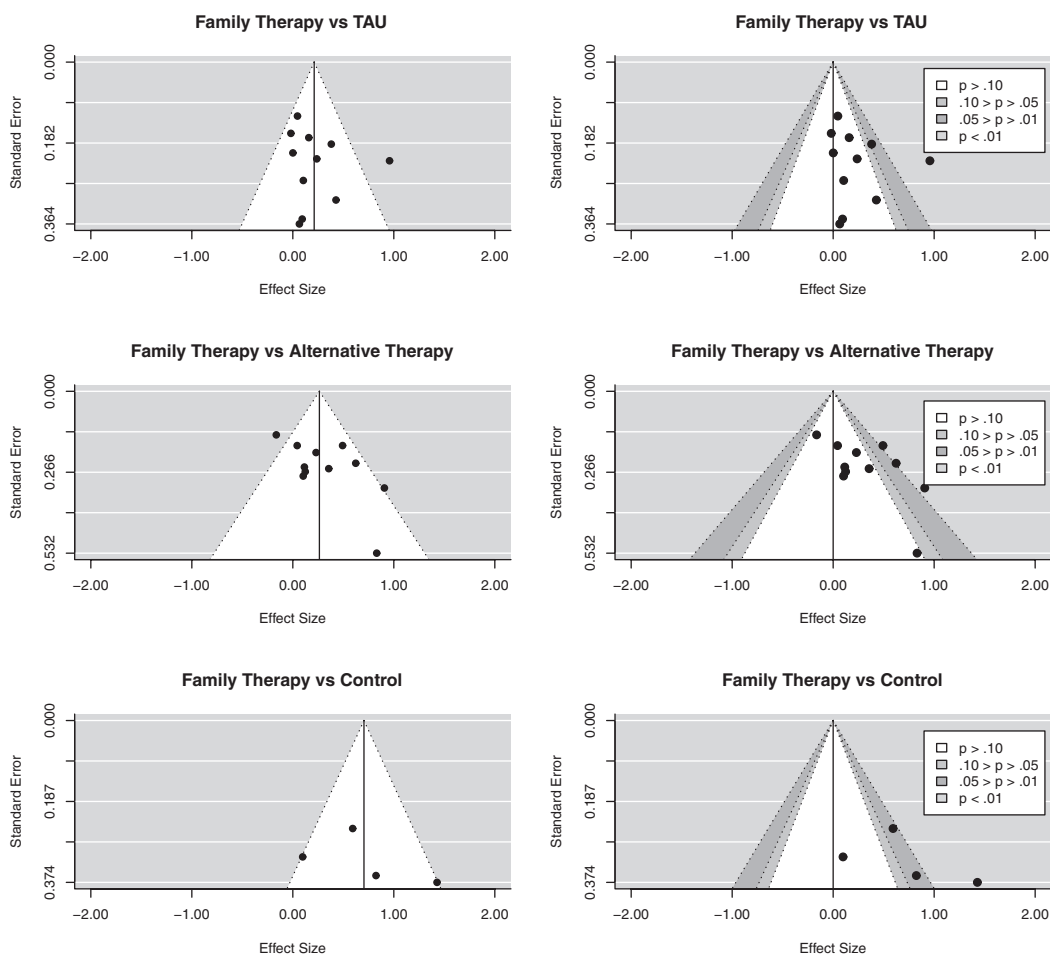 Family Therapy vs TAU
Standard Error
0.000
0.182
0.364
−2.00 −1.00 0.00 1.00 2.00
Effect Size
Family Therapy vs TAU
Standard Error
0.000
0.182
0.364
p > .10
.10 > p > .05
.05 > p > .01
p < .01
−2.00 −1.00 0.00 1.00 2.00
Effect Size
Family Therapy vs Alternative Therapy
Standard Error
0.000
0.266
0.532
−2.00 −1.00 0.00 1.00 2.00
Effect Size
Family Therapy vs Alternative Therapy
Standard Error
0.000
0.266
0.532
p > .10
.10 > p > .05
.05 > p > .01
p < .01
−2.00 −1.00 0.00 1.00 2.00
Effect Size
Family Therapy vs Control
Standard Error
0.000
0.187
0.374
−2.00 −1.00 0.00 1.00 2.00
Effect Size
Family Therapy vs Control
Standard Error
0.000
0.187
0.374
p > .10
.10 > p > .05
.05 > p > .01
p < .01
−2.00 −1.00 0.00 1.00 2.00
Effect Size